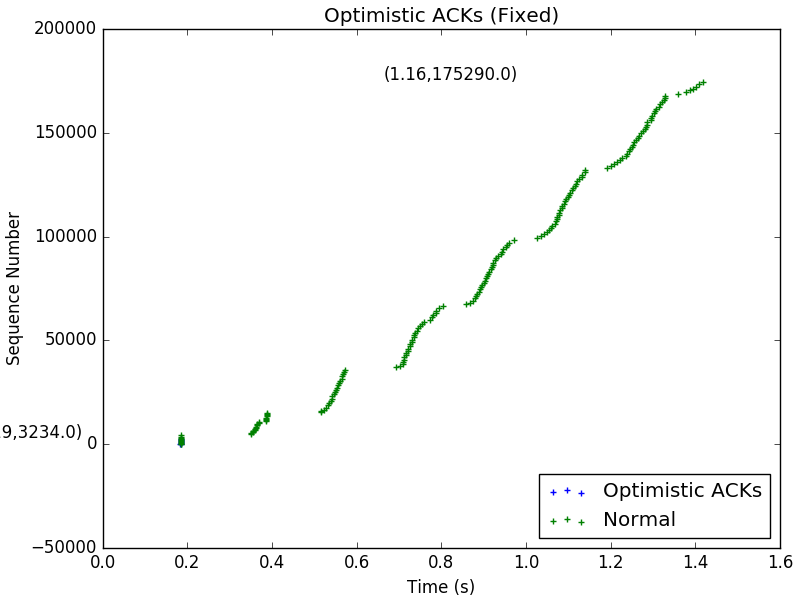 Optimistic ACKs (Fixed)
200000
(1.16,175290.0)
150000
100000
Sequence Number
50000
.9,3234.0)
0
Optimistic ACKs
Normal
−50000
0.0 0.2 0.4 0.6 0.8 1.0 1.2 1.4 1.6
Time (s)